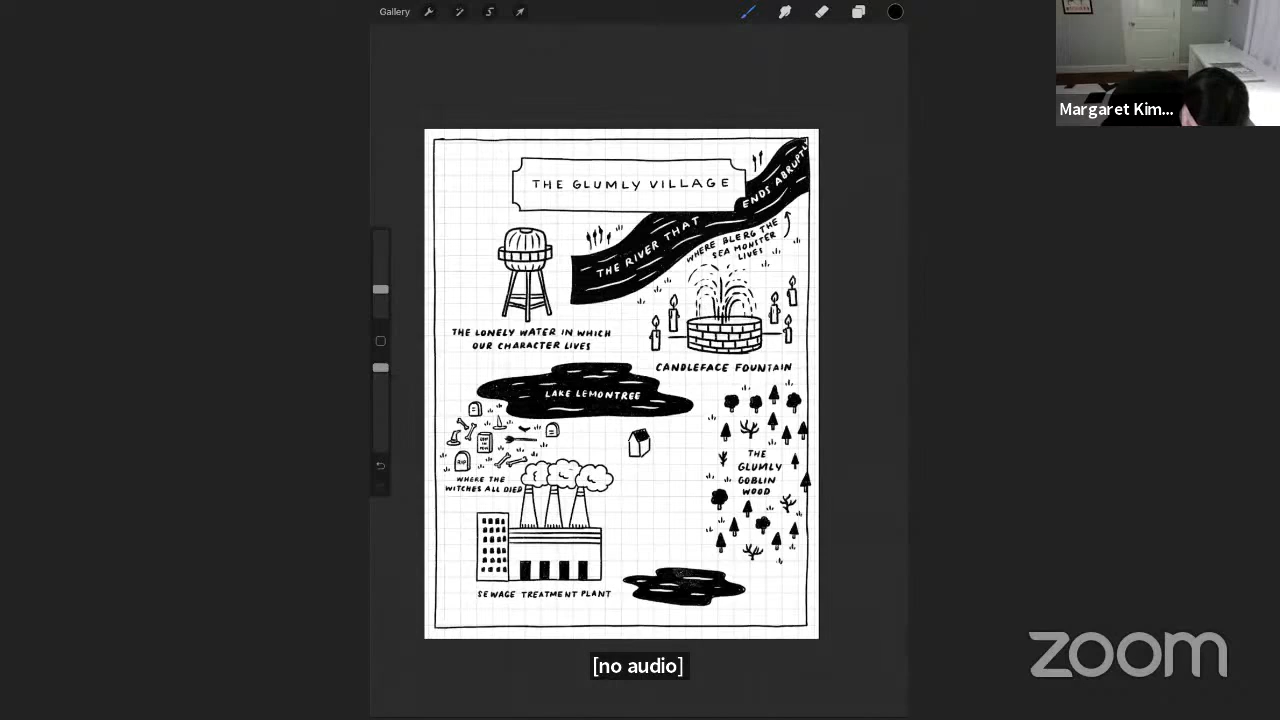 Gallery
Margaret Kim...
THE GLUMLY VILLAGE
THE RIVER THAT ENDS ABRUPTLY
WHERE BLERG THE
SEA MONSTER
LIVES
THE LONELY WATER IN WHICH
OUR CHARACTER LIVES
CANDLEFACE FOUNTAIN
LAKE LEMONTREE
RIP
WHERE THE
WITCHES ALL DIED
THE
GLUMLY
GOBLIN
WOOD
SEWAGE TREATMENT PLANT
[no audio]
zoom